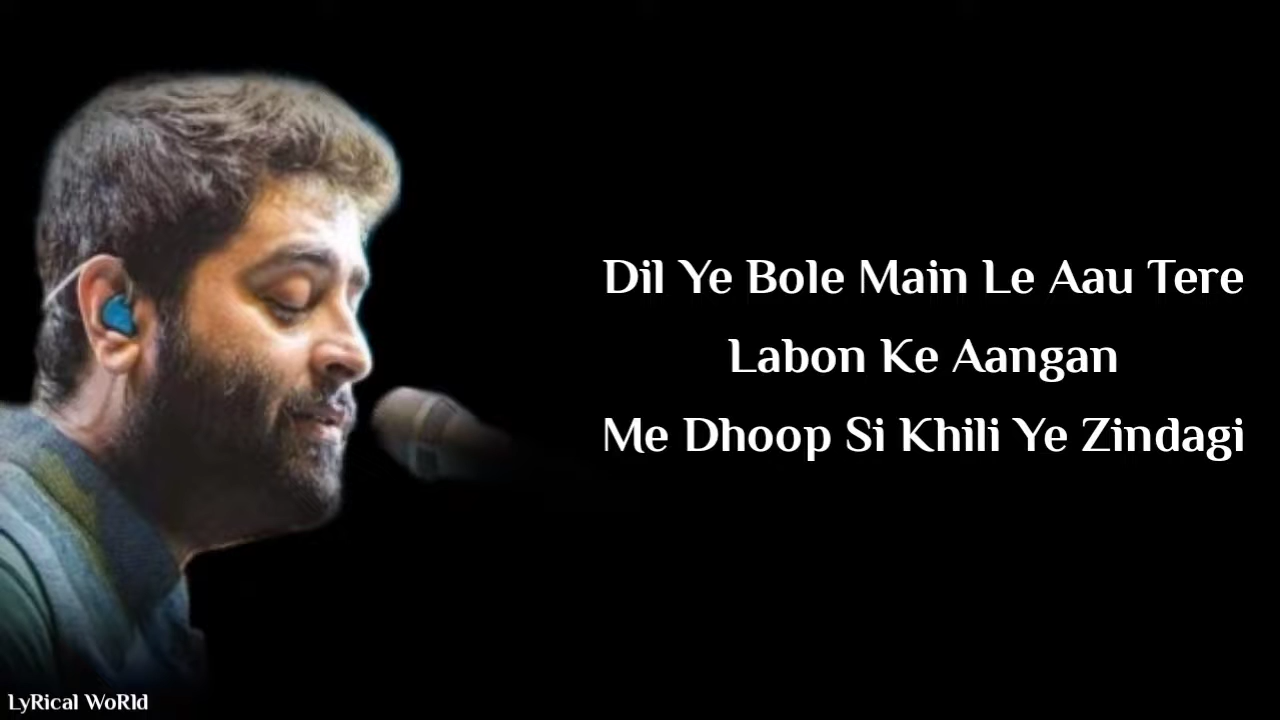 Dil Ye Bole Main Le Aau Tere
Labon Ke Aangan
Me Dhoop Si Khili Ye Zindagi
LyRical WoRld